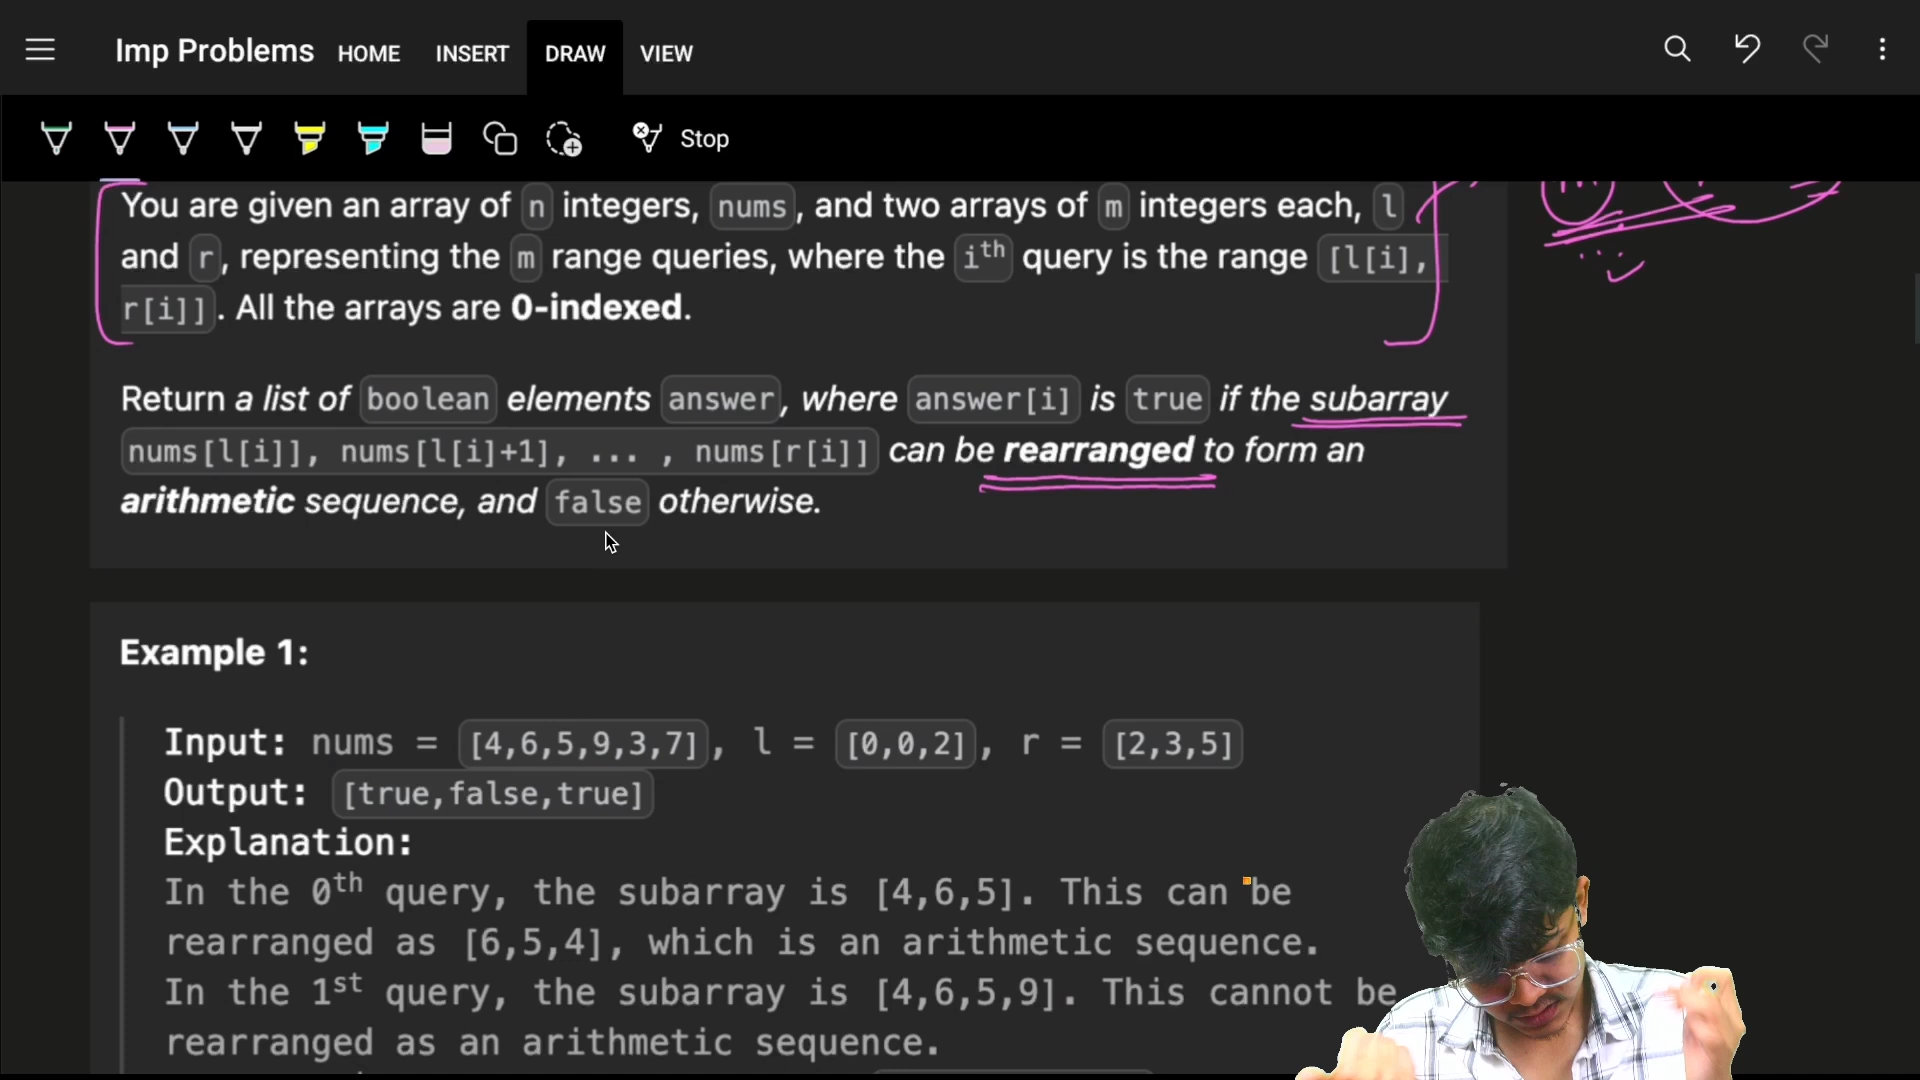 Imp Problems HOME INSERT DRAW VIEW
Stop
You are given an array of n integers, nums, and two arrays of m integers each, l
and r, representing the m range queries, where the iᵗʰ query is the range [l[i],
r[i]]. All the arrays are 0-indexed.
Return a list of boolean elements answer, where answer[i] is true if the subarray
nums[l[i]], nums[l[i]+1], ... , nums[r[i]] can be rearranged to form an
arithmetic sequence, and false otherwise.
Example 1:
Input: nums = [4,6,5,9,3,7], l = [0,0,2], r = [2,3,5]
Output: [true,false,true]
Explanation:
In the 0ᵗʰ query, the subarray is [4,6,5]. This can be
rearranged as [6,5,4], which is an arithmetic sequence.
In the 1ˢᵗ query, the subarray is [4,6,5,9]. This cannot be
rearranged as an arithmetic sequence.